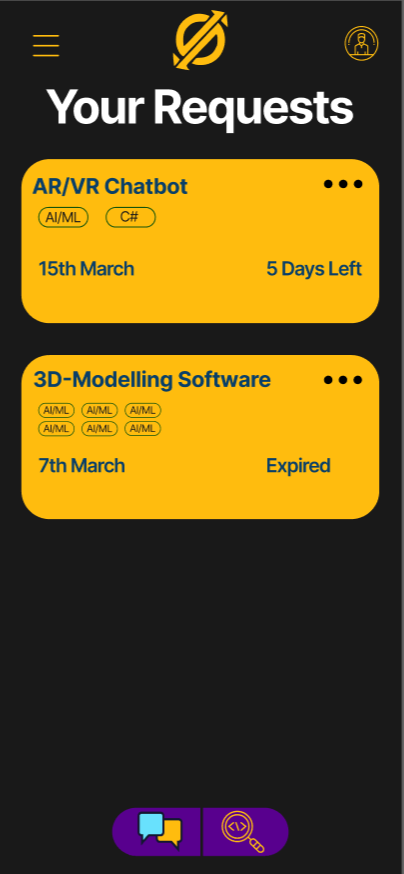 Your Requests
AR/VR Chatbot
AI/ML C#
15th March 5 Days Left
3D-Modelling Software
AI/ML AI/ML AI/ML
AI/ML AI/ML AI/ML
7th March Expired